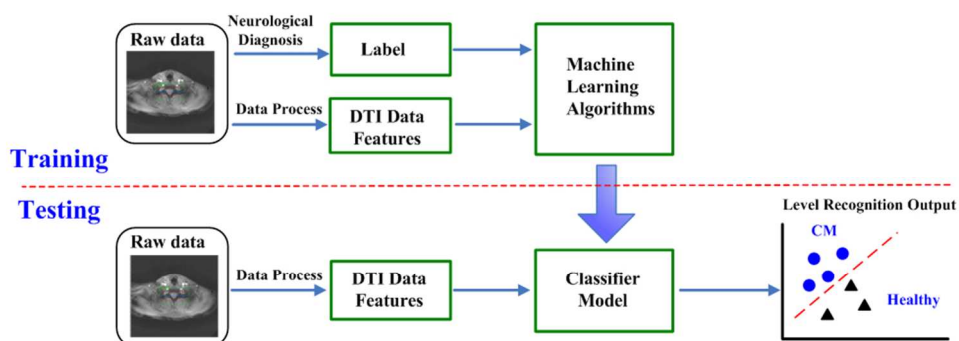 Neurological
Diagnosis
Raw data
Label
Machine
Learning
Algorithms
Data Process
DTI Data
Features
Training
Testing
Level Recognition Output
Raw data
CM
Data Process
DTI Data
Features
Classifier
Model
Healthy